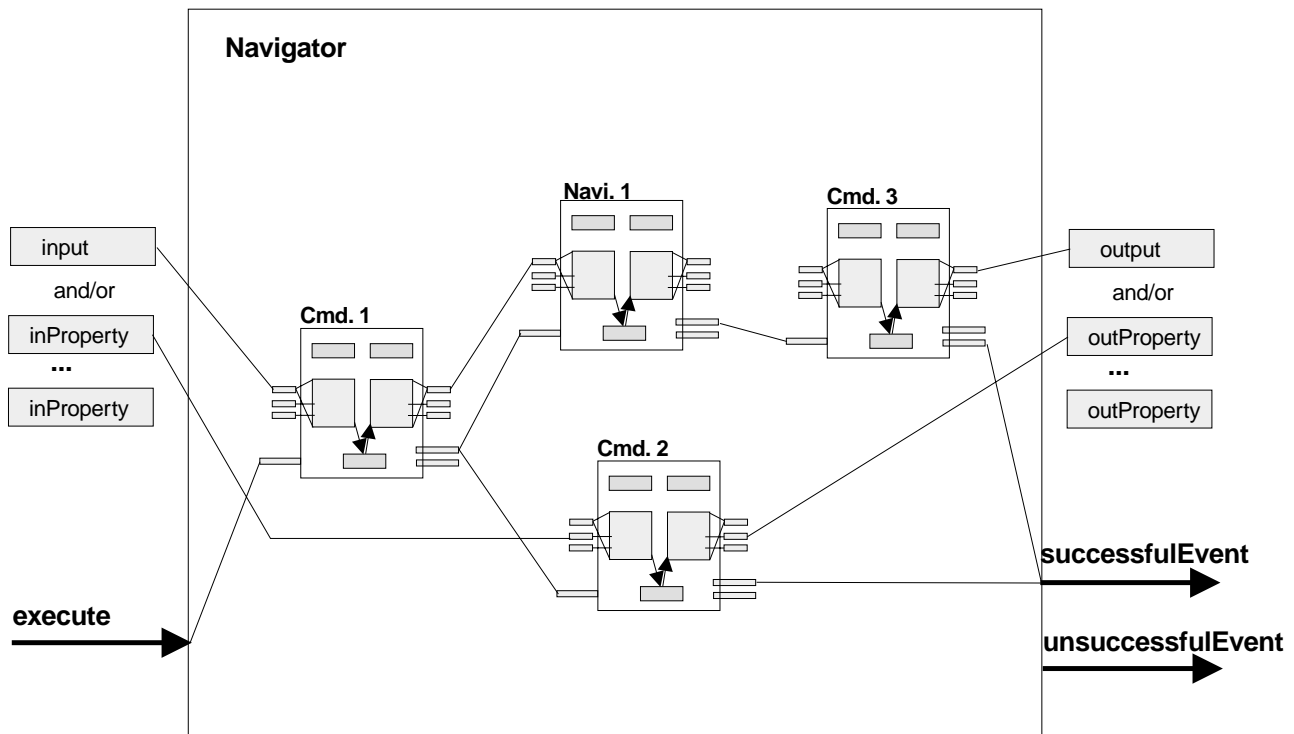 Navigator
Navi. 1
Cmd. 3
input
and/or
inProperty
...
inProperty
Cmd. 1
Cmd. 2
output
and/or
outProperty
...
outProperty
execute
successfulEvent
unsuccessfulEvent